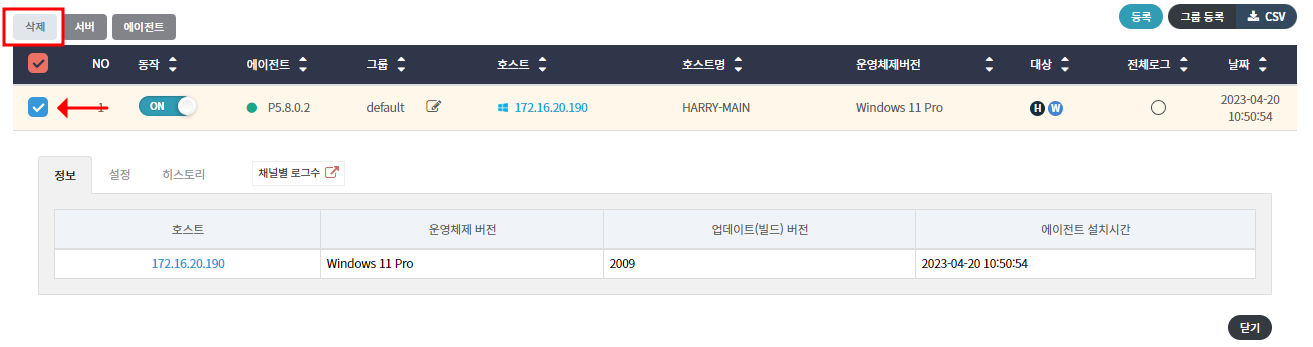 삭제 서버 에이전트 등록 그룹 등록 CSV
NO 동작 에이전트 그룹 호스트 호스트명 운영체제버전 대상 전체로그 날짜
1 ON P5.8.0.2 default 172.16.20.190 HARRY-MAIN Windows 11 Pro H W 2023-04-20
10:50:54
정보 설정 히스토리 채널별 로그수
호스트 운영체제 버전 업데이트(빌드) 버전 에이전트 설치시간
172.16.20.190 Windows 11 Pro 2009 2023-04-20 10:50:54
닫기